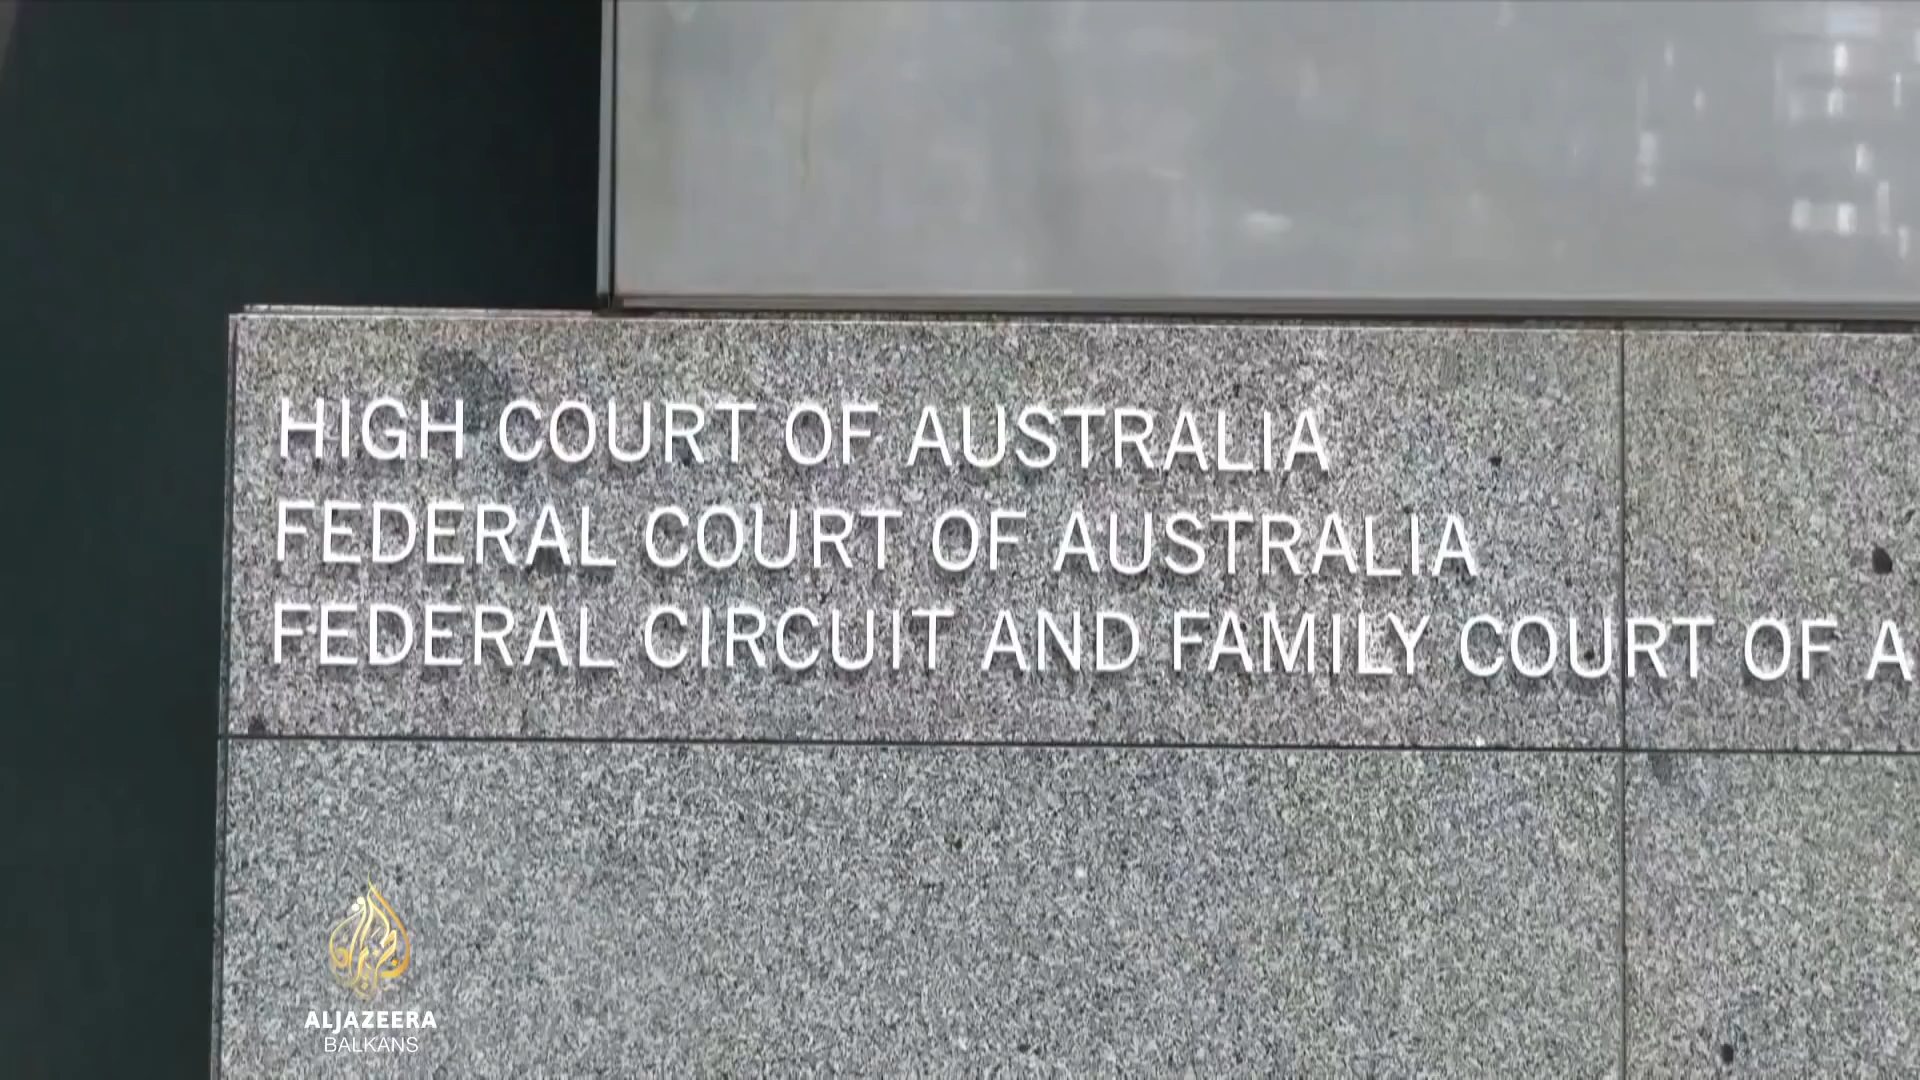 HIGH COURT OF AUSTRALIA
FEDERAL COURT OF AUSTRALIA
FEDERAL CIRCUIT AND FAMILY COURT OF A
ALJAZEERA
BALKANS